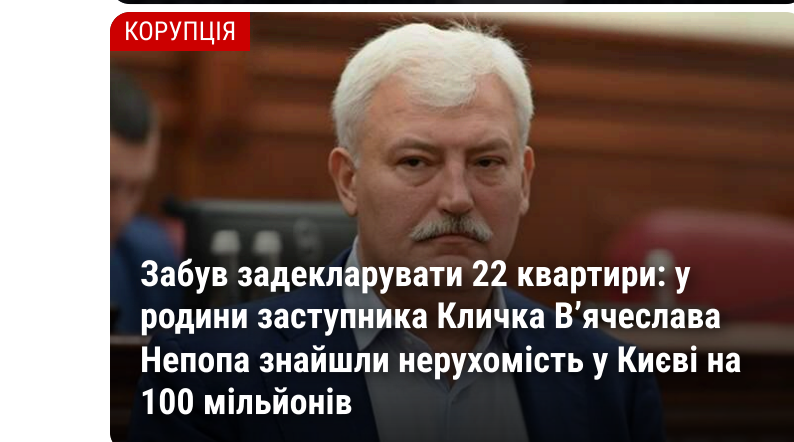 КОРУПЦІЯ
Забув задекларувати 22 квартири: у
родини заступника Кличка В’ячеслава
Непопа знайшли нерухомість у Києві на
100 мільйонів